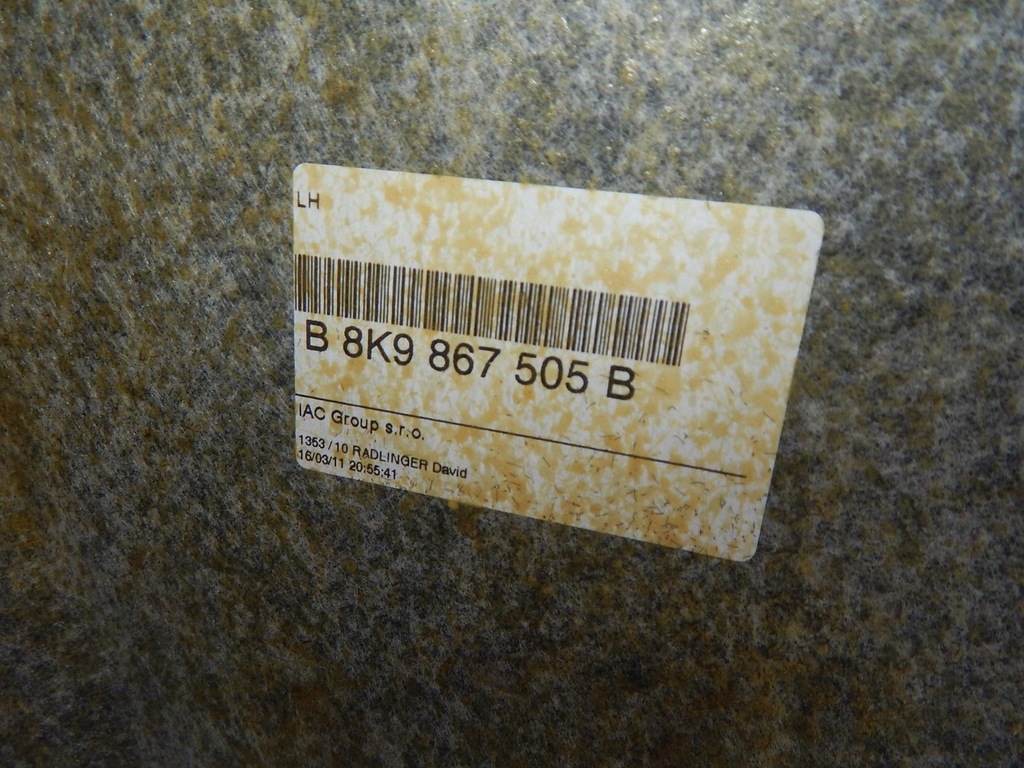 LH
B 8K9 867 505 B
IAC Group s.r.o.
1353 / 10 RADLINGER David
16/03/11 20:55:41